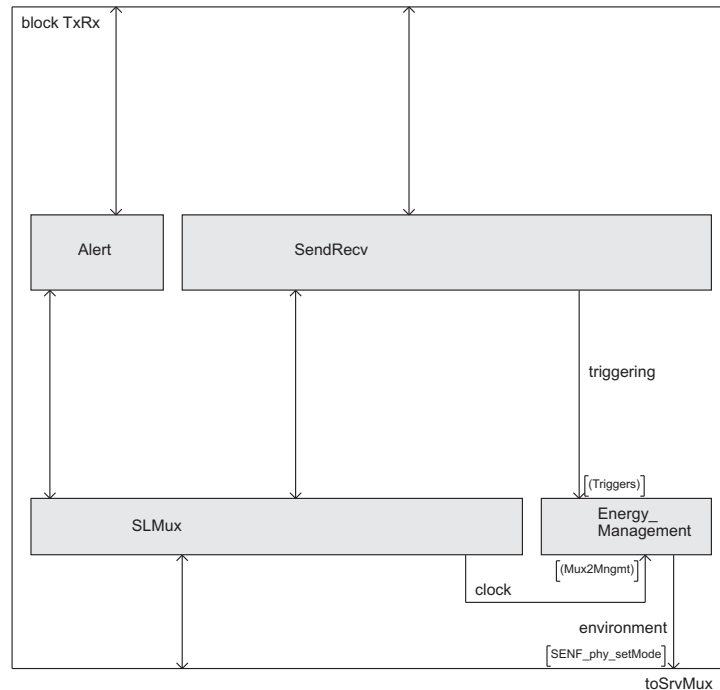 block TxRx
Alert
SendRecv
triggering
[(Triggers)]
SLMux
Energy_
Management
[(Mux2Mngmt)]
clock
environment
[SENF_phy_setMode]
toSrvMux